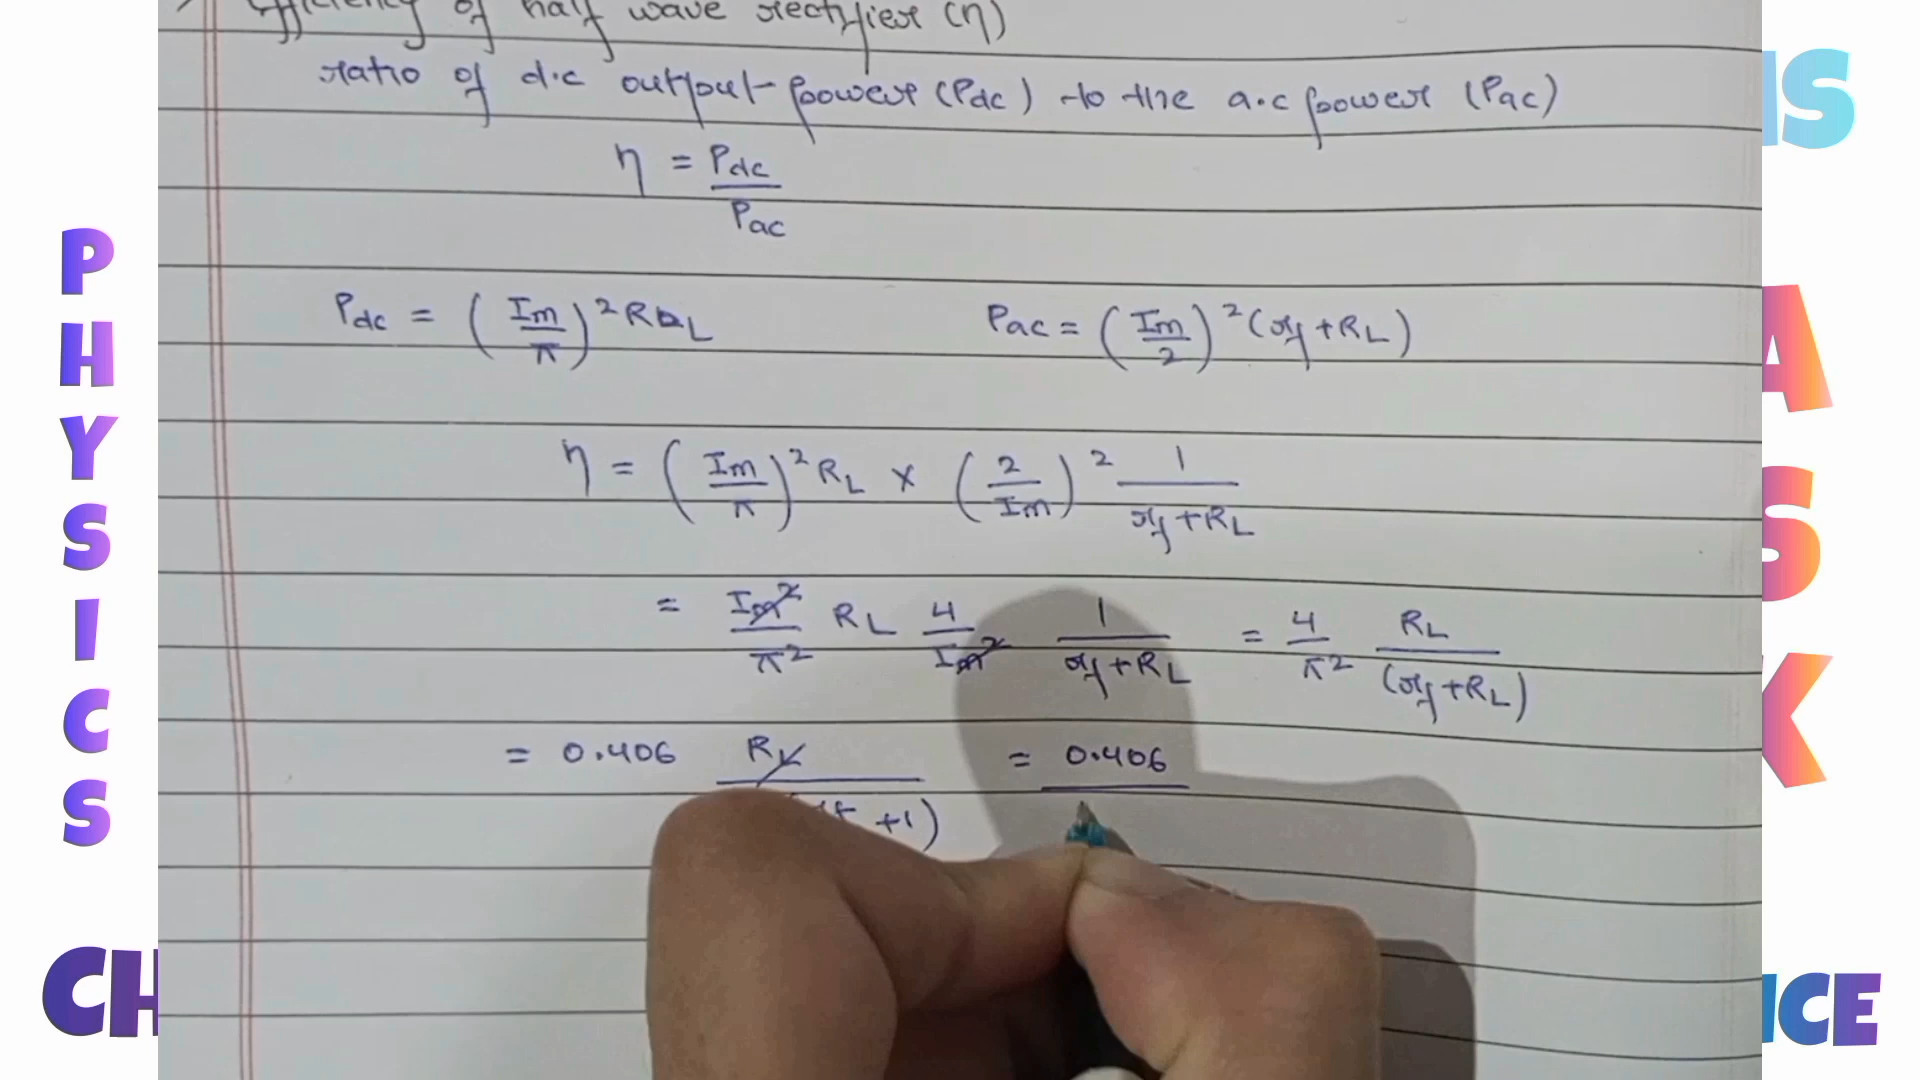 Efficiency of half wave rectifier (η)
ratio of d.c output power (Pdc) to the a.c power (Pac)
η = Pdc / Pac
Pdc = (Im/π)² RL
Pac = (Im/2)² (rf + RL)
η = (Im/π)² RL × (2/Im)² 1/(rf + RL)
= Im²/π² RL 4/Im² 1/(rf + RL) = 4/π² RL/(rf + RL)
= 0.406 RL / +1) = 0.406
PHYSICS
CH
NS
A
S
K
NCE